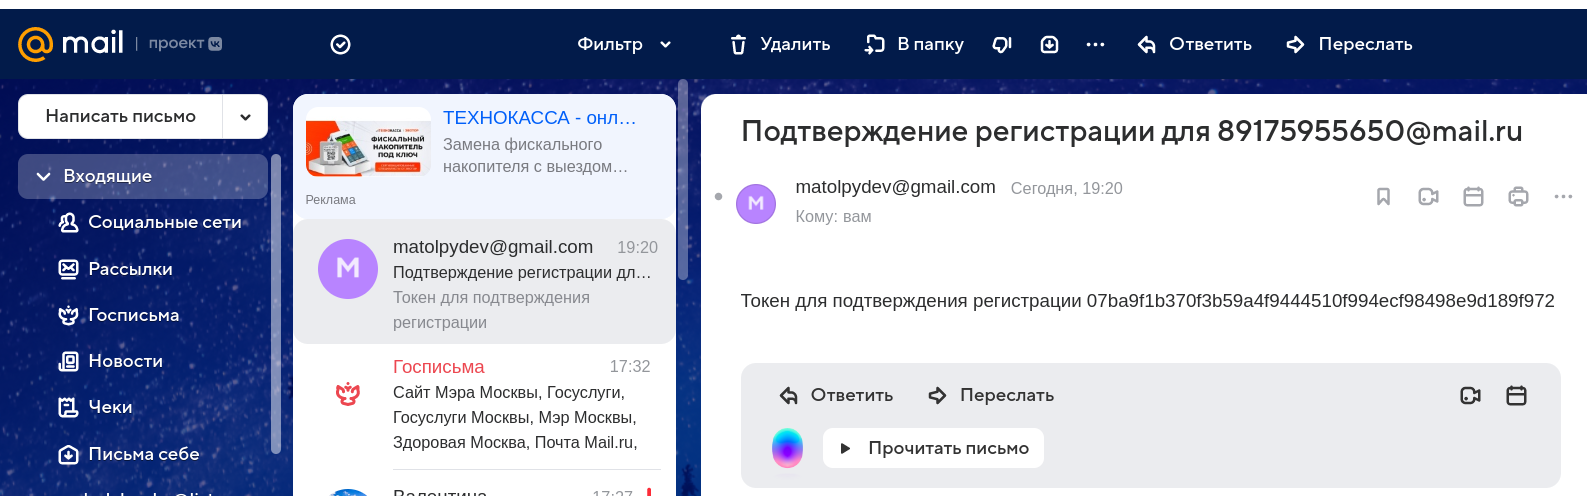 @mail | проект
Фильтр
Удалить
В папку
Ответить
Переслать
Написать письмо
Входящие
Социальные сети
Рассылки
Госписьма
Новости
Чеки
Письма себе
ТЕХНОКАССА - онл…
Замена фискального
накопителя с выездом…
ФИСКАЛЬНЫЙ
НАКОПИТЕЛЬ
ПОД КЛЮЧ
Реклама
M
matolpydev@gmail.com 19:20
Подтверждение регистрации дл…
Токен для подтверждения
регистрации
Госписьма 17:32
Сайт Мэра Москвы, Госуслуги,
Госуслуги Москвы, Мэр Москвы,
Здоровая Москва, Почта Mail.ru,
Валентина 17:27
Подтверждение регистрации для 89175955650@mail.ru
M
matolpydev@gmail.com Сегодня, 19:20
Кому: вам
Токен для подтверждения регистрации 07ba9f1b370f3b59a4f9444510f994ecf98498e9d189f972
Ответить
Переслать
Прочитать письмо